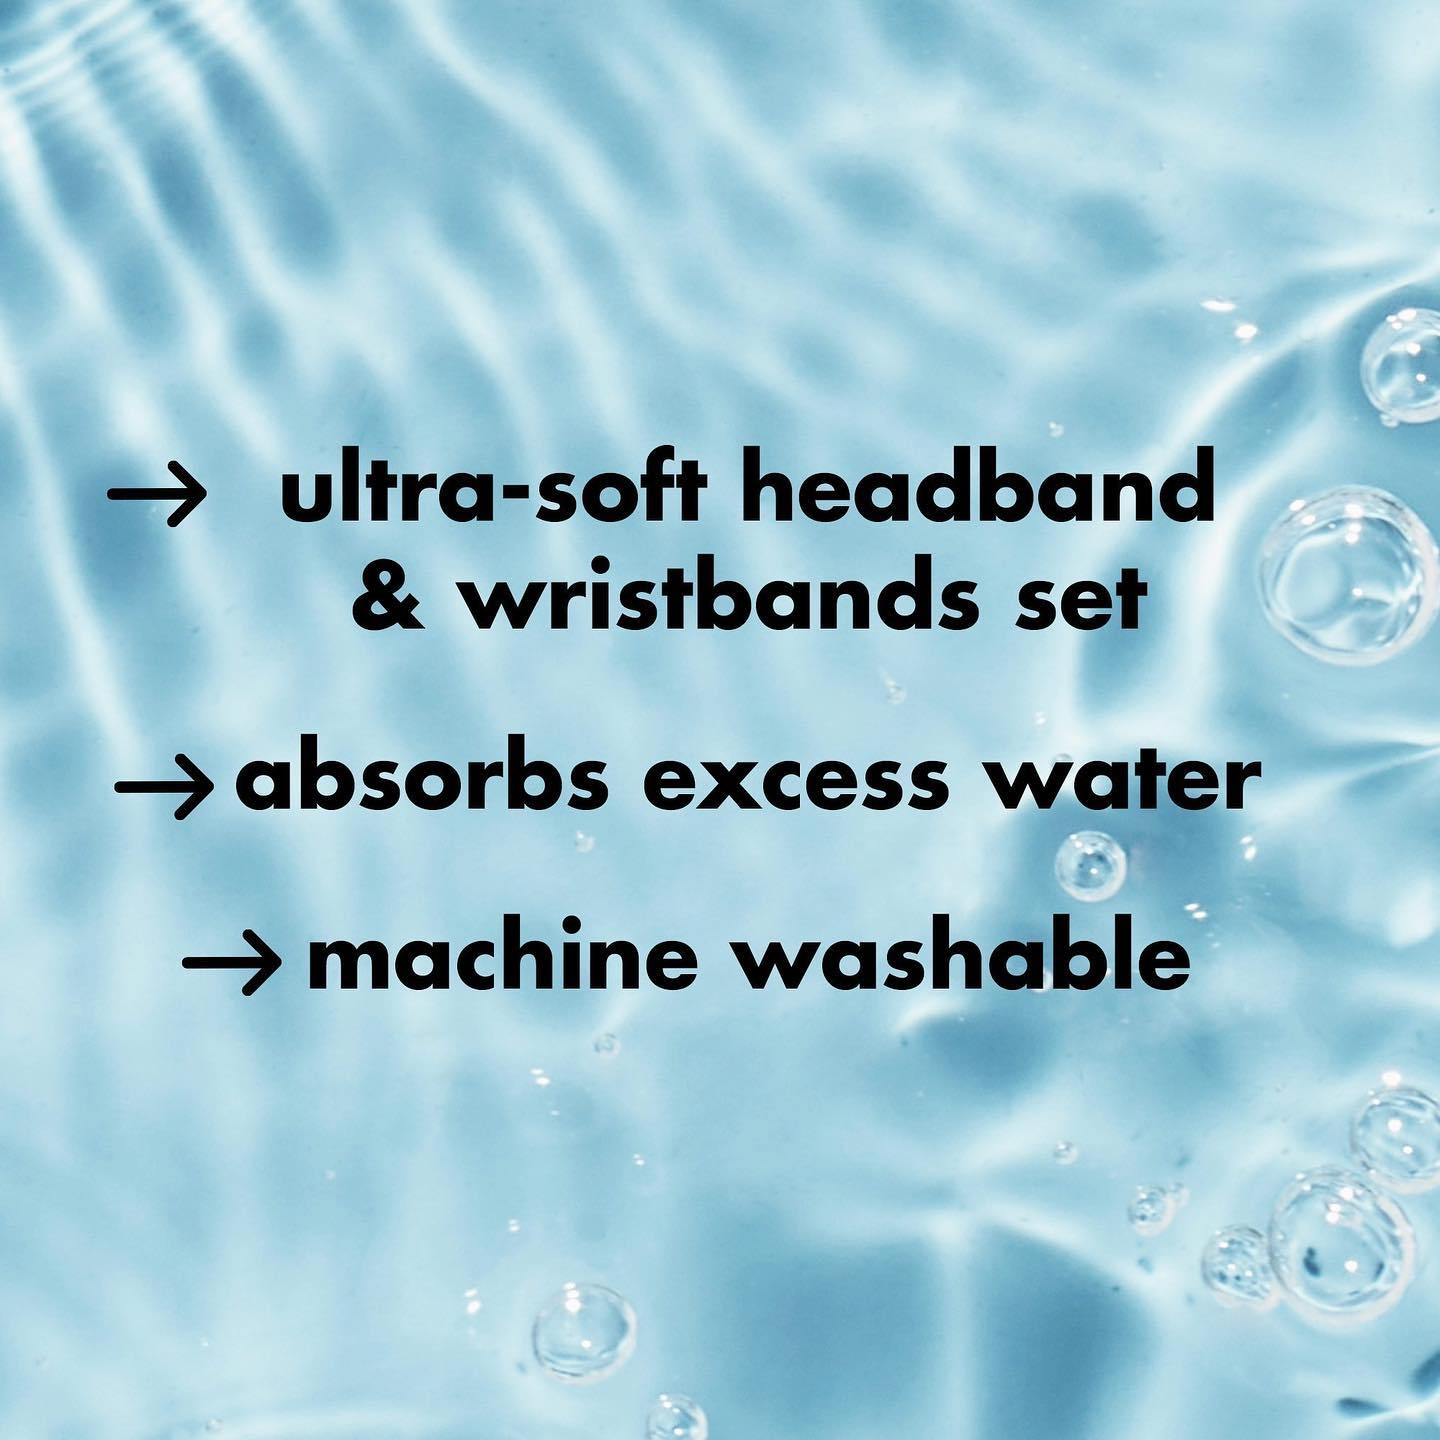 → ultra-soft headband
& wristbands set
→ absorbs excess water
→ machine washable